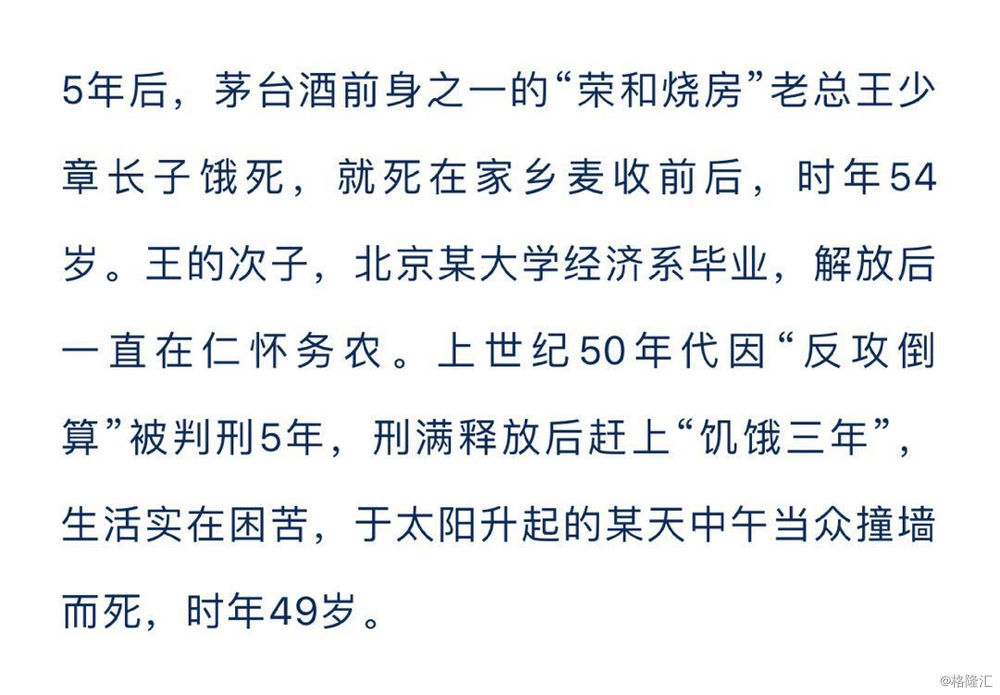 5年后，茅台酒前身之一的“荣和烧房”老总王少
章长子饿死，就死在家乡麦收前后，时年54
岁。王的次子，北京某大学经济系毕业，解放后
一直在仁怀务农。上世纪50年代因“反攻倒
算”被判刑5年，刑满释放后赶上“饥饿三年”，
生活实在困苦，于太阳升起的某天中午当众撞墙
而死，时年49岁。
@格隆汇